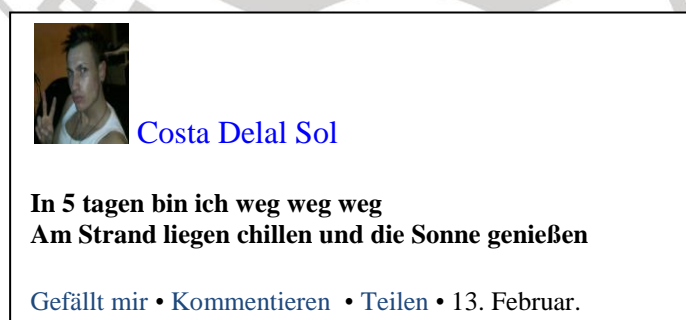 Costa Delal Sol
In 5 tagen bin ich weg weg weg
Am Strand liegen chillen und die Sonne genießen
Gefällt mir • Kommentieren • Teilen • 13. Februar.